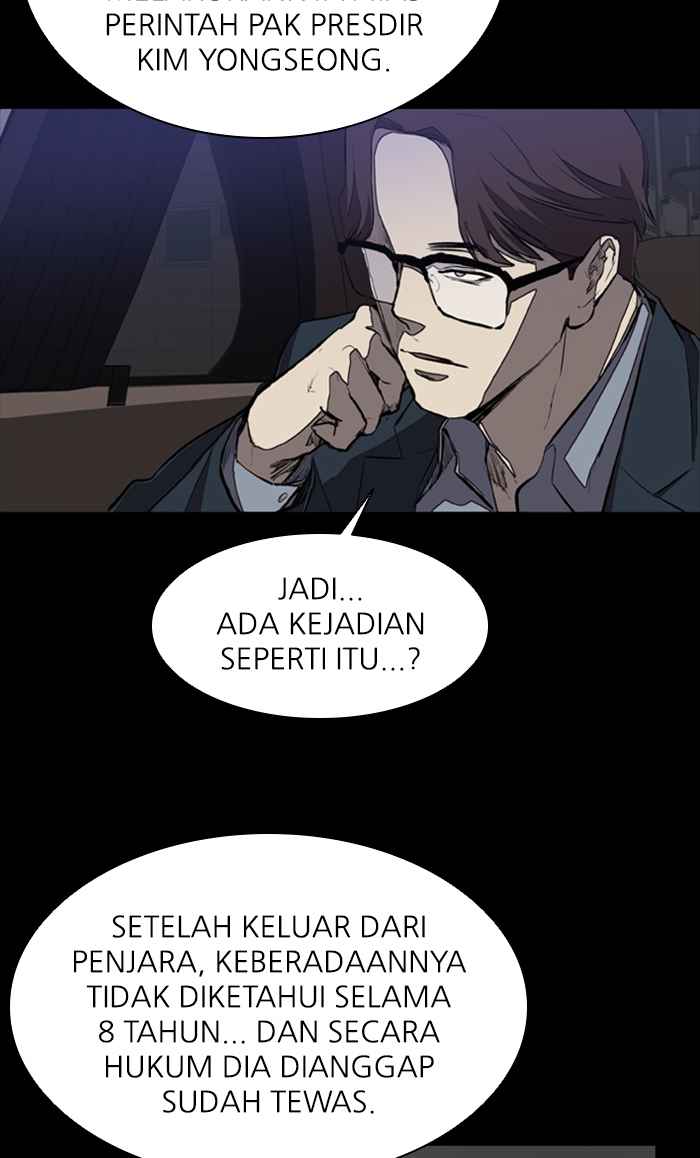 PERINTAH PAK PRESDIR
KIM YONGSEONG.
JADI...
ADA KEJADIAN
SEPERTI ITU...?
SETELAH KELUAR DARI
PENJARA, KEBERADAANNYA
TIDAK DIKETAHUI SELAMA
8 TAHUN... DAN SECARA
HUKUM DIA DIANGGAP
SUDAH TEWAS.